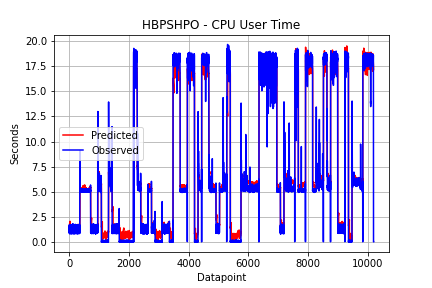 HBPSHPO - CPU User Time
20.0
17.5
15.0
12.5
10.0
7.5
5.0
2.5
0.0
Seconds
Predicted
Observed
0 2000 4000 6000 8000 10000
Datapoint